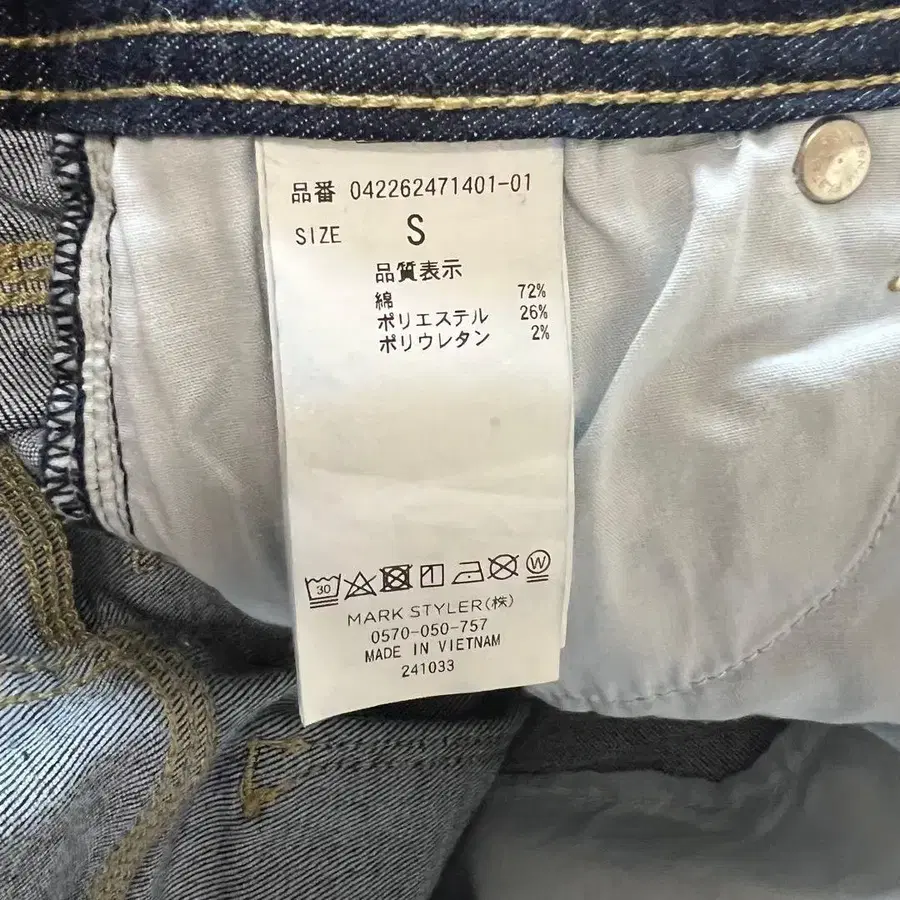 品番 042262471401-01
SIZE S
品質表示
綿 72%
ポリエステル 26%
ポリウレタン 2%
30 W
MARK STYLER(株)
0570-050-757
MADE IN VIETNAM
241033